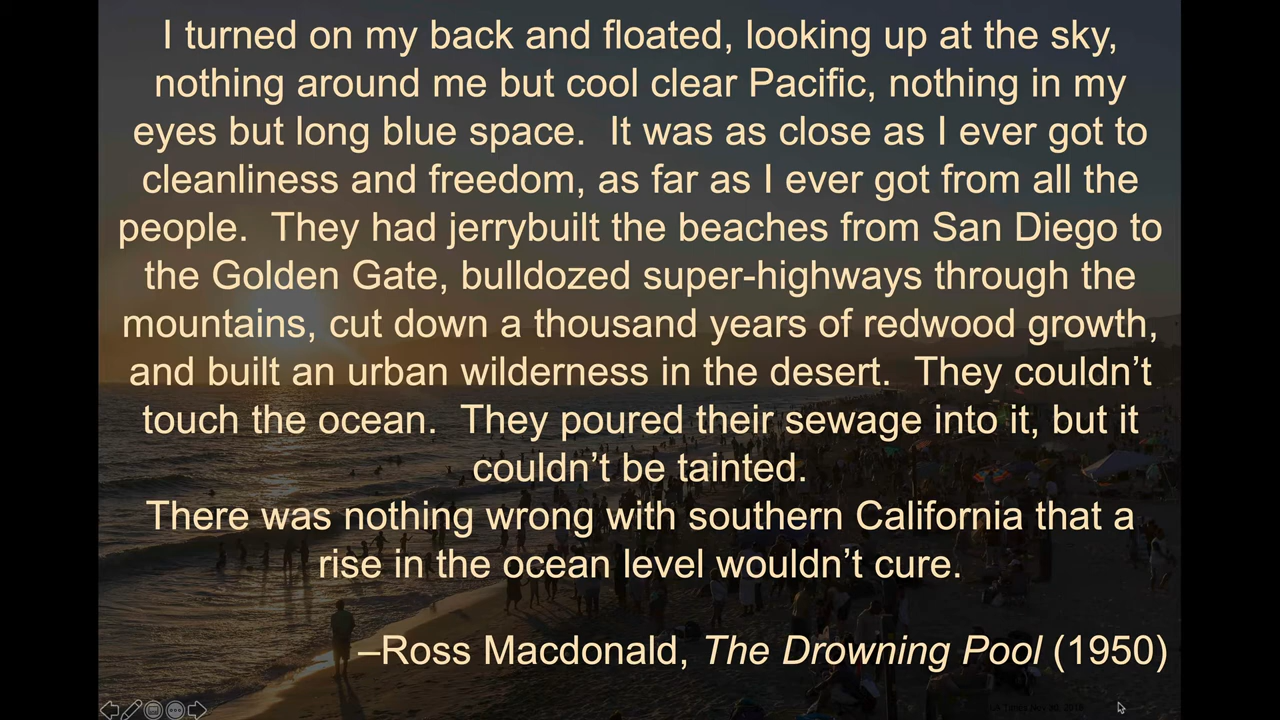 I turned on my back and floated, looking up at the sky,
nothing around me but cool clear Pacific, nothing in my
eyes but long blue space.  It was as close as I ever got to
cleanliness and freedom, as far as I ever got from all the
people.  They had jerrybuilt the beaches from San Diego to
the Golden Gate, bulldozed super-highways through the
mountains, cut down a thousand years of redwood growth,
and built an urban wilderness in the desert.  They couldn’t
touch the ocean.  They poured their sewage into it, but it
couldn’t be tainted.
There was nothing wrong with southern California that a
rise in the ocean level wouldn’t cure.
–Ross Macdonald, The Drowning Pool (1950)